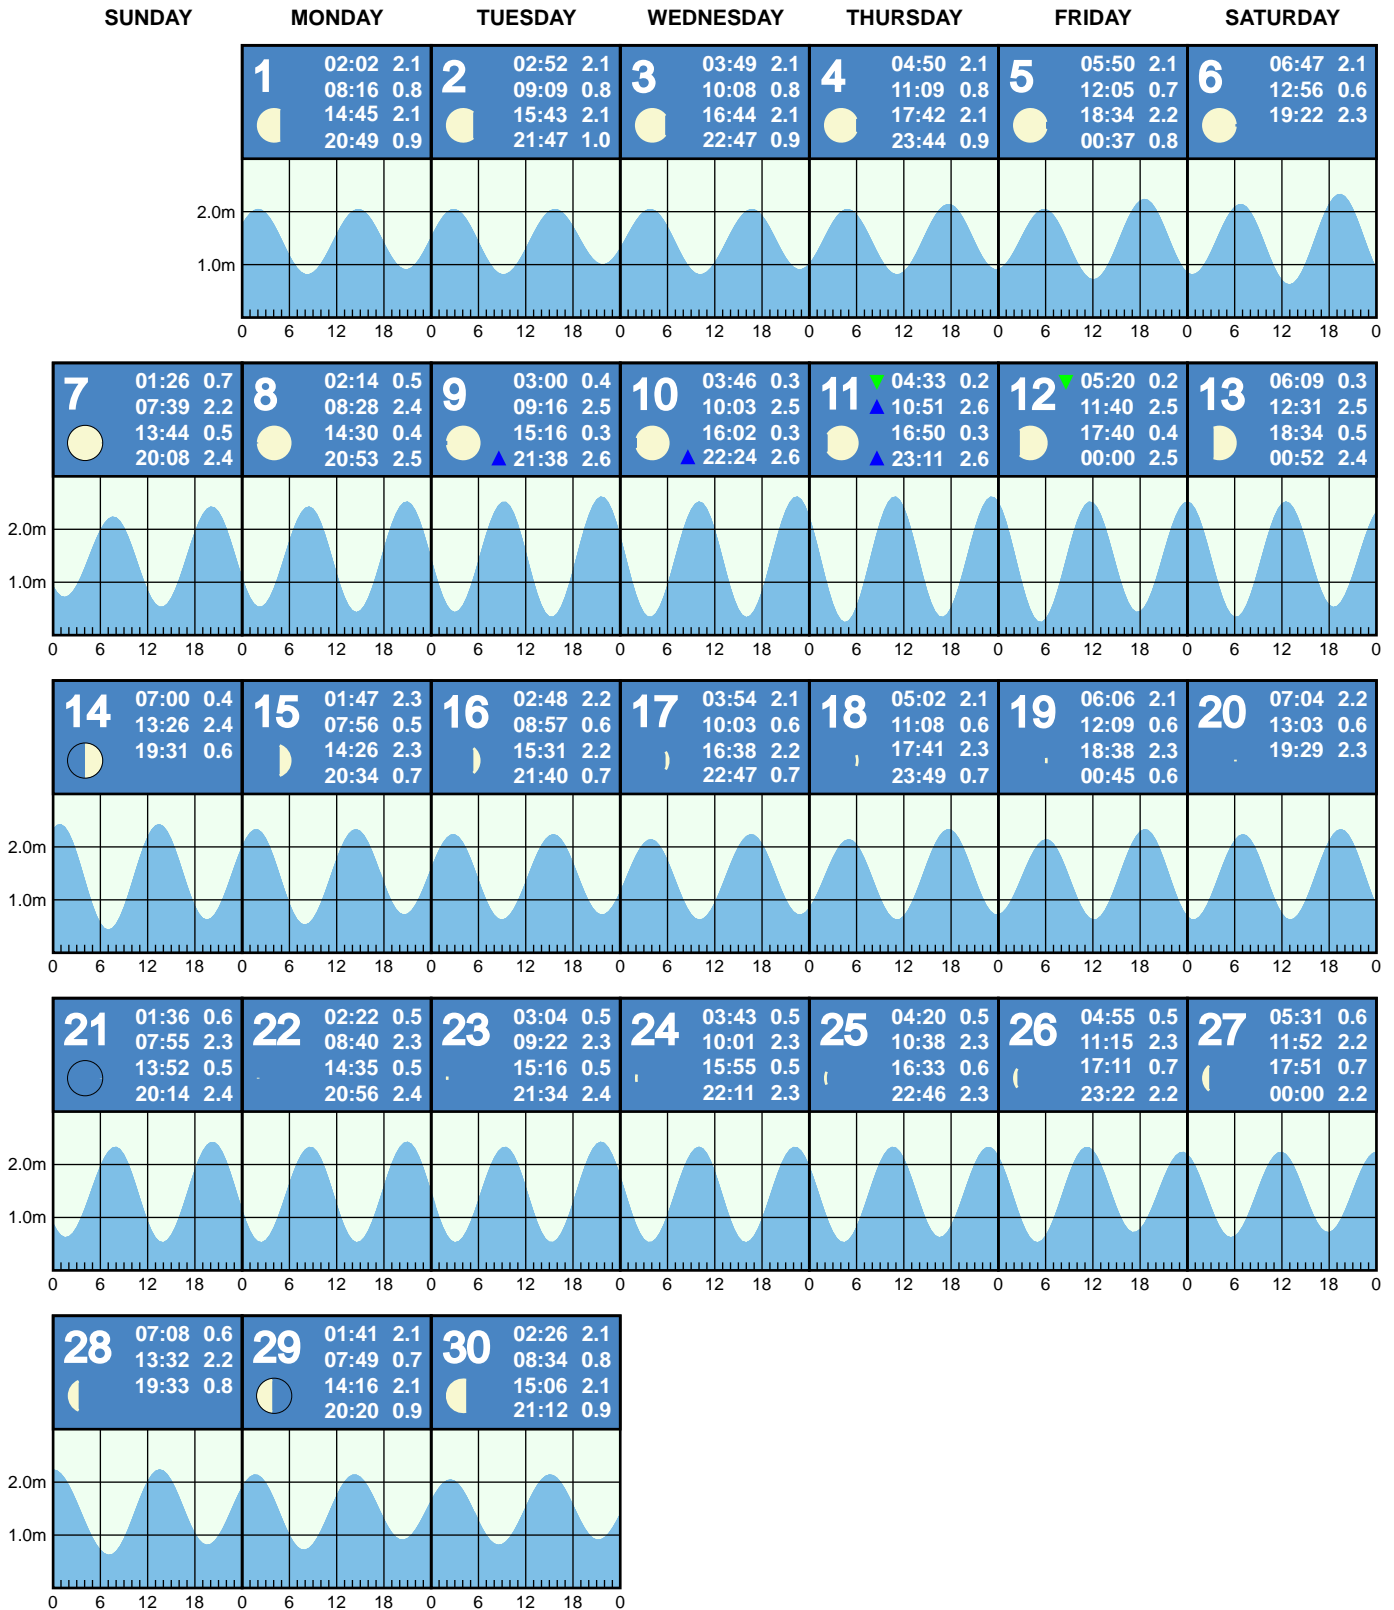 SUNDAY MONDAY TUESDAY WEDNESDAY THURSDAY FRIDAY SATURDAY
1 02:02 2.1
08:16 0.8
14:45 2.1
20:49 0.9
2 02:52 2.1
09:09 0.8
15:43 2.1
21:47 1.0
3 03:49 2.1
10:08 0.8
16:44 2.1
22:47 0.9
4 04:50 2.1
11:09 0.8
17:42 2.1
23:44 0.9
5 05:50 2.1
12:05 0.7
18:34 2.2
00:37 0.8
6 06:47 2.1
12:56 0.6
19:22 2.3
2.0m
1.0m
0 6 12 18 0 6 12 18 0 6 12 18 0 6 12 18 0 6 12 18 0 6 12 18 0
7 01:26 0.7
07:39 2.2
13:44 0.5
20:08 2.4
8 02:14 0.5
08:28 2.4
14:30 0.4
20:53 2.5
9 03:00 0.4
09:16 2.5
15:16 0.3
21:38 2.6
10 03:46 0.3
10:03 2.5
16:02 0.3
22:24 2.6
11 04:33 0.2
10:51 2.6
16:50 0.3
23:11 2.6
12 05:20 0.2
11:40 2.5
17:40 0.4
00:00 2.5
13 06:09 0.3
12:31 2.5
18:34 0.5
00:52 2.4
2.0m
1.0m
0 6 12 18 0 6 12 18 0 6 12 18 0 6 12 18 0 6 12 18 0 6 12 18 0 6 12 18 0
14 07:00 0.4
13:26 2.4
19:31 0.6
15 01:47 2.3
07:56 0.5
14:26 2.3
20:34 0.7
16 02:48 2.2
08:57 0.6
15:31 2.2
21:40 0.7
17 03:54 2.1
10:03 0.6
16:38 2.2
22:47 0.7
18 05:02 2.1
11:08 0.6
17:41 2.3
23:49 0.7
19 06:06 2.1
12:09 0.6
18:38 2.3
00:45 0.6
20 07:04 2.2
13:03 0.6
19:29 2.3
2.0m
1.0m
0 6 12 18 0 6 12 18 0 6 12 18 0 6 12 18 0 6 12 18 0 6 12 18 0 6 12 18 0
21 01:36 0.6
07:55 2.3
13:52 0.5
20:14 2.4
22 02:22 0.5
08:40 2.3
14:35 0.5
20:56 2.4
23 03:04 0.5
09:22 2.3
15:16 0.5
21:34 2.4
24 03:43 0.5
10:01 2.3
15:55 0.5
22:11 2.3
25 04:20 0.5
10:38 2.3
16:33 0.6
22:46 2.3
26 04:55 0.5
11:15 2.3
17:11 0.7
23:22 2.2
27 05:31 0.6
11:52 2.2
17:51 0.7
00:00 2.2
2.0m
1.0m
0 6 12 18 0 6 12 18 0 6 12 18 0 6 12 18 0 6 12 18 0 6 12 18 0 6 12 18 0
28 07:08 0.6
13:32 2.2
19:33 0.8
29 01:41 2.1
07:49 0.7
14:16 2.1
20:20 0.9
30 02:26 2.1
08:34 0.8
15:06 2.1
21:12 0.9
2.0m
1.0m
0 6 12 18 0 6 12 18 0 6 12 18 0